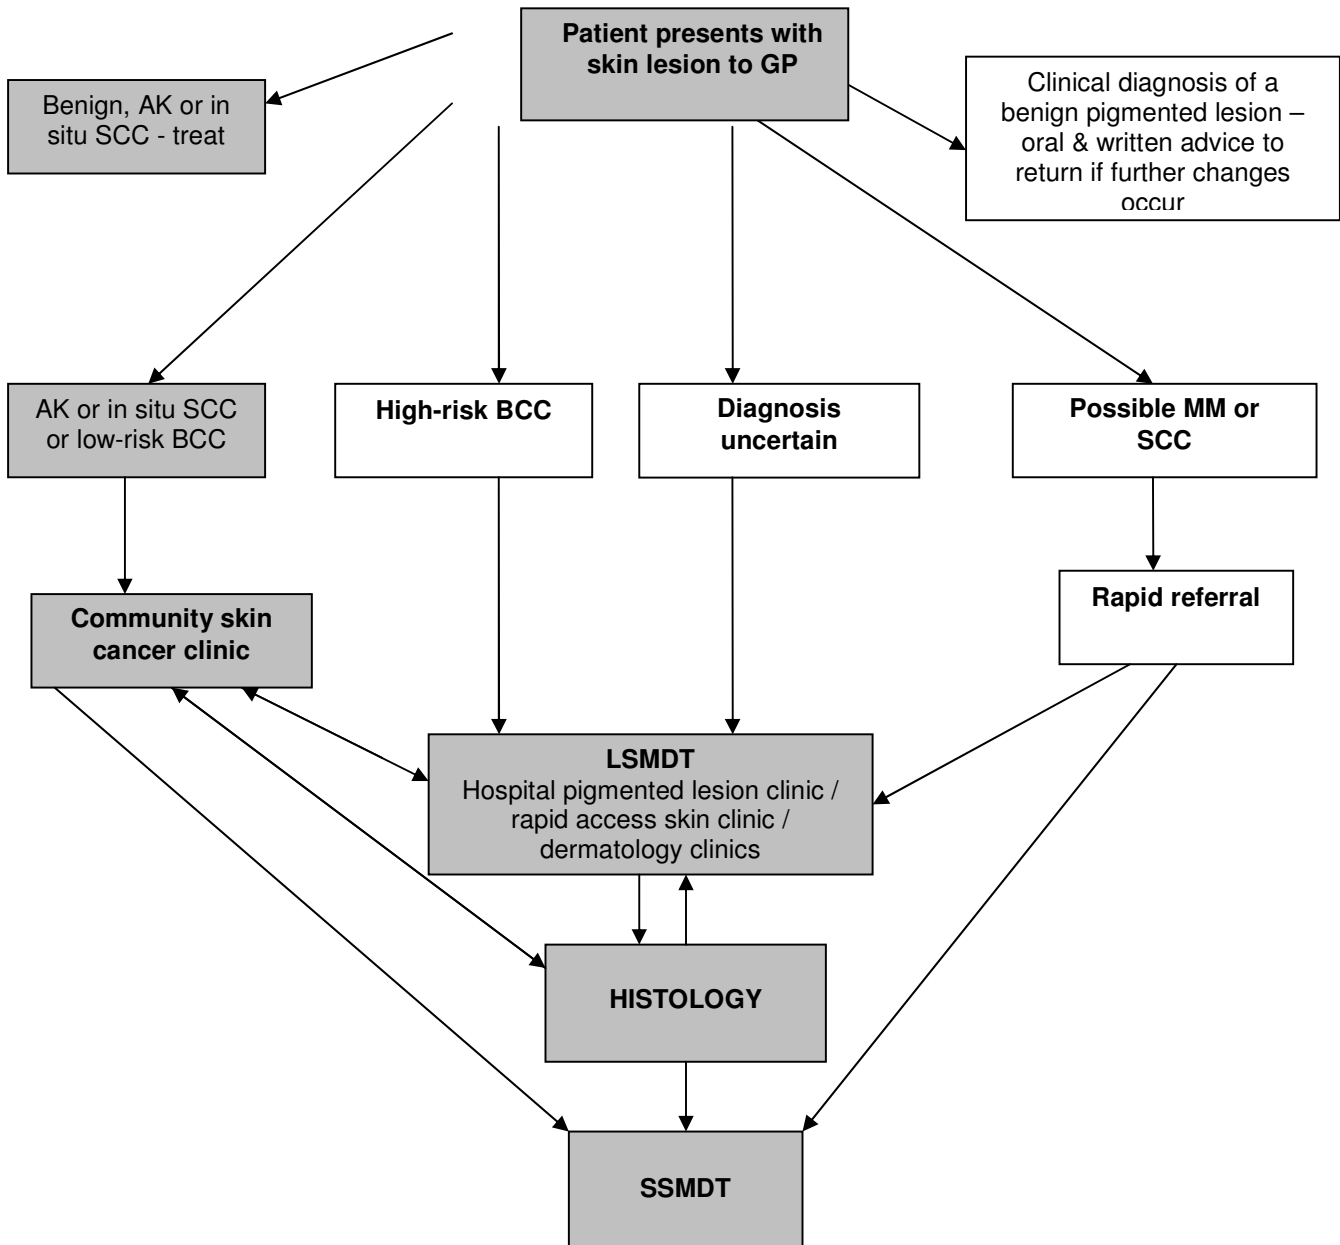 Patient presents with
skin lesion to GP
Benign, AK or in
situ SCC - treat
Clinical diagnosis of a
benign pigmented lesion –
oral & written advice to
return if further changes
occur
AK or in situ SCC
or low-risk BCC
High-risk BCC
Diagnosis
uncertain
Possible MM or
SCC
Community skin
cancer clinic
Rapid referral
LSMDT
Hospital pigmented lesion clinic /
rapid access skin clinic /
dermatology clinics
HISTOLOGY
SSMDT